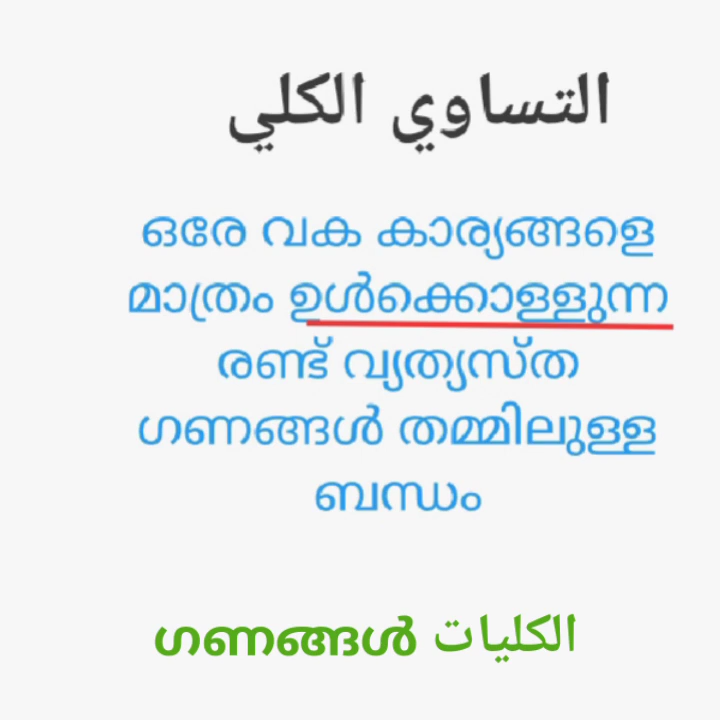 التساوي الكلي
ഒരേ വക കാര്യങ്ങളെ
മാത്രം ഉൾക്കൊള്ളുന്ന
രണ്ട് വ്യത്യസ്ത
ഗണങ്ങൾ തമ്മിലുള്ള
ബന്ധം
ഗണങ്ങൾ الكليات